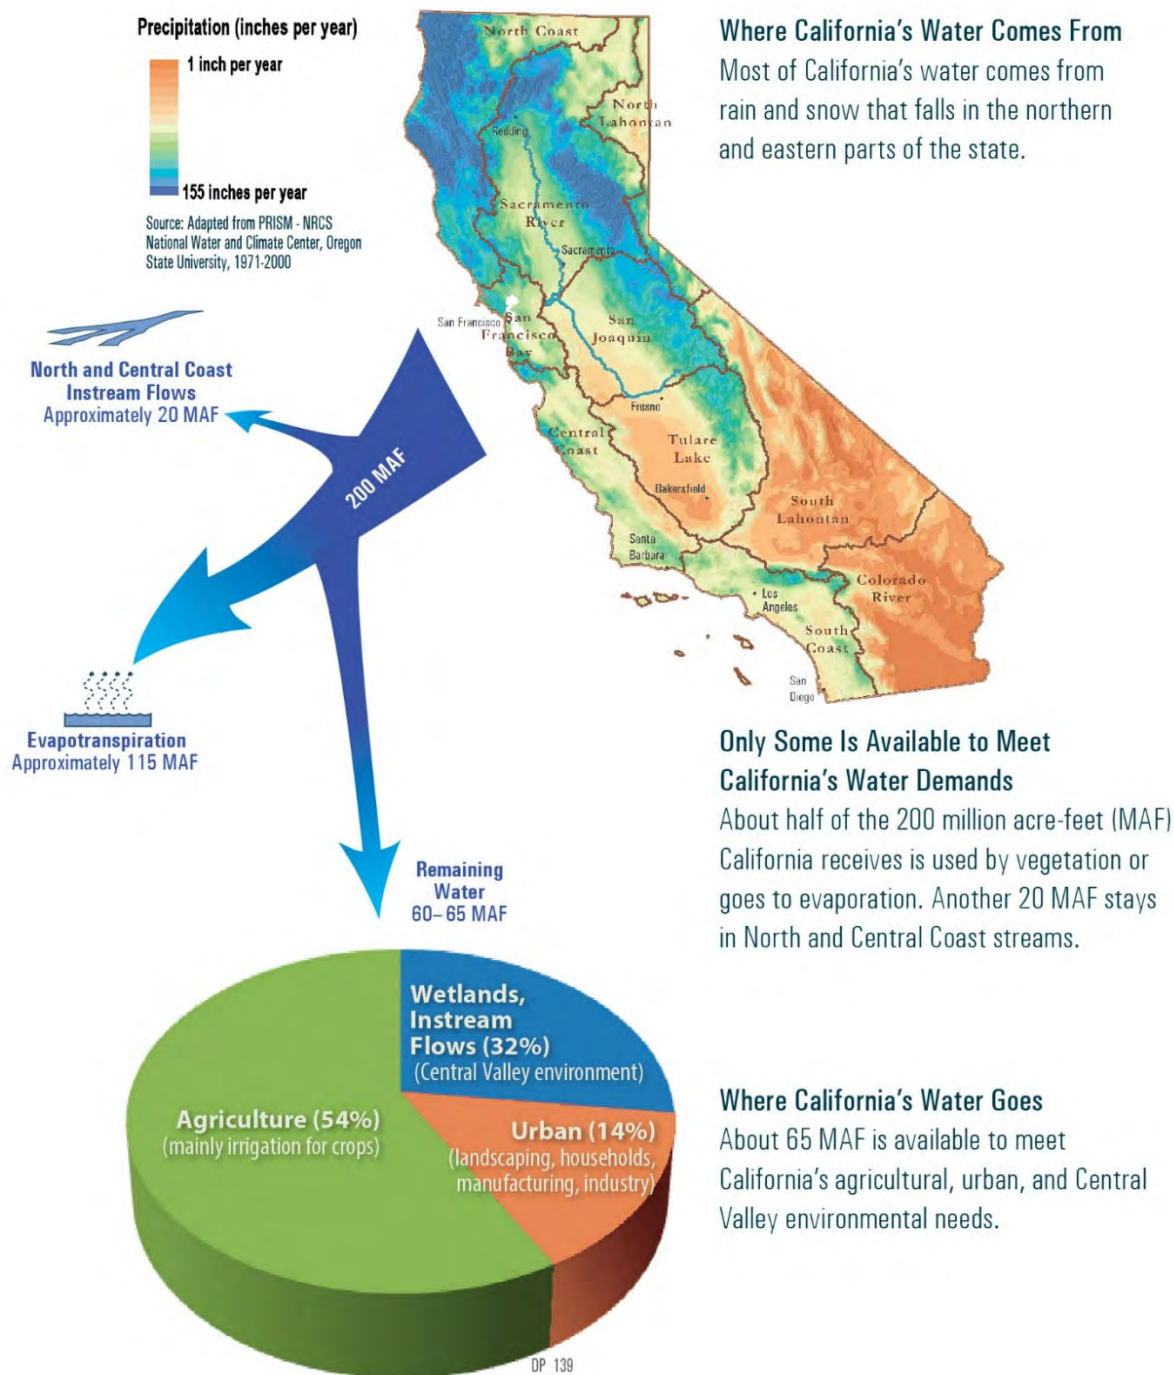 Precipitation (inches per year)
1 inch per year
155 inches per year
Source: Adapted from PRISM - NRCS
National Water and Climate Center, Oregon
State University, 1971-2000
North Coast
North
Lahontan
Redding
Sacramento
River
Sacramento
San Francisco
San
Francisco
Bay
San
Joaquin
Fresno
Central
Coast
Tulare
Lake
Bakersfield
South
Lahontan
Santa
Barbara
Los
Angeles
Colorado
River
South
Coast
San
Diego
Where California's Water Comes From
Most of California's water comes from
rain and snow that falls in the northern
and eastern parts of the state.
North and Central Coast
Instream Flows
Approximately 20 MAF
200 MAF
Evapotranspiration
Approximately 115 MAF
Remaining
Water
60–65 MAF
Only Some Is Available to Meet
California's Water Demands
About half of the 200 million acre-feet (MAF)
California receives is used by vegetation or
goes to evaporation. Another 20 MAF stays
in North and Central Coast streams.
Wetlands,
Instream
Flows (32%)
(Central Valley environment)
Agriculture (54%)
(mainly irrigation for crops)
Urban (14%)
(landscaping, households,
manufacturing, industry)
Where California's Water Goes
About 65 MAF is available to meet
California's agricultural, urban, and Central
Valley environmental needs.
DP 139